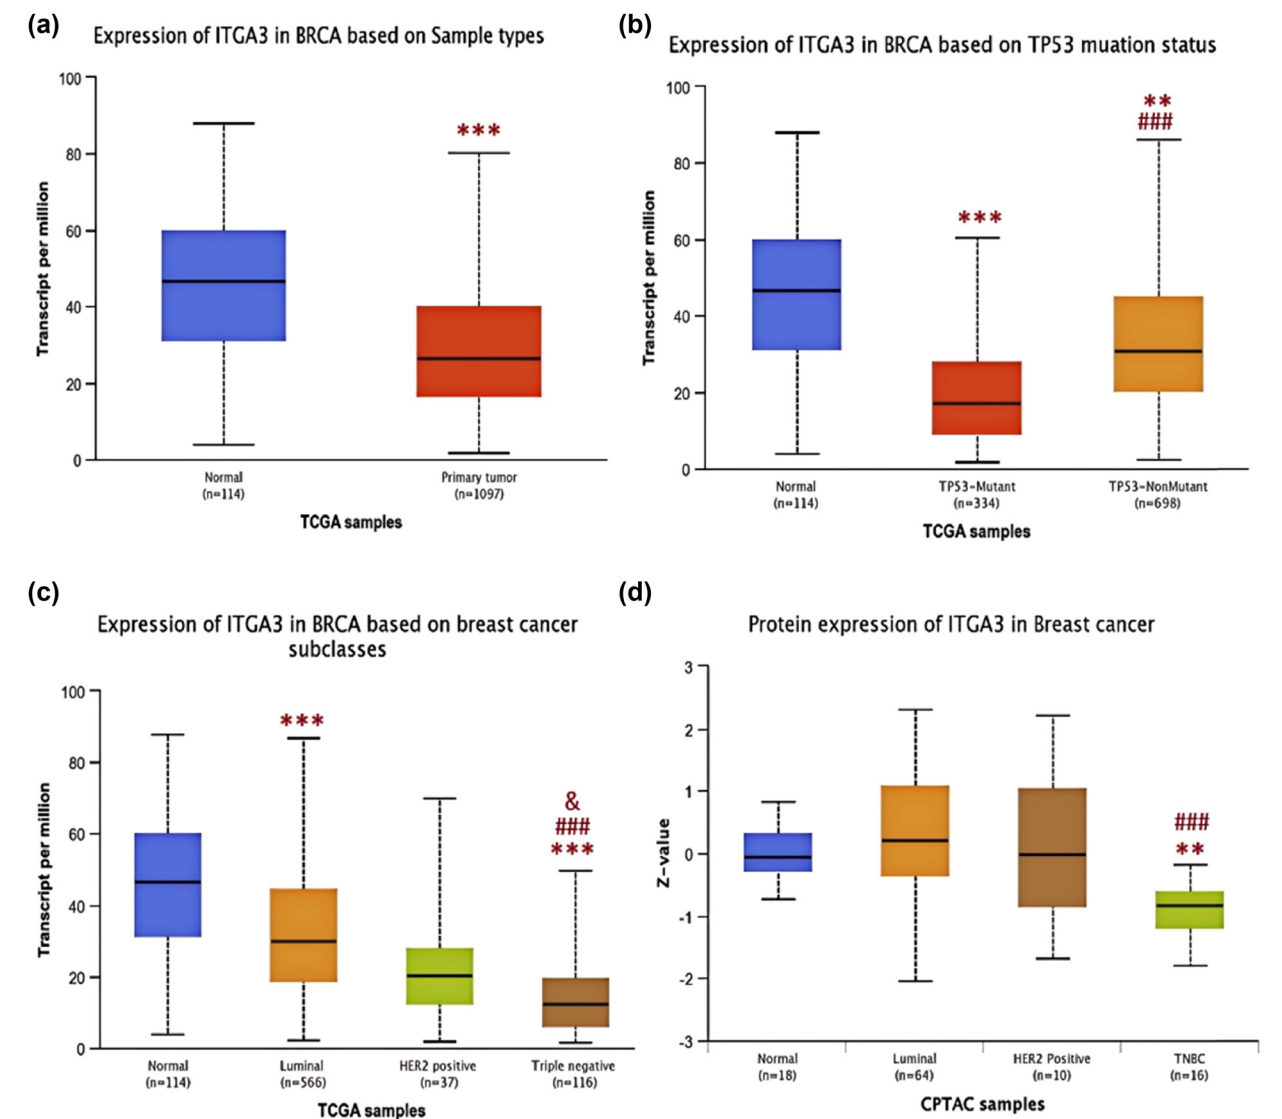 (a)
Expression of ITGA3 in BRCA based on Sample types
Transcript per million
100
80
60
40
20
0
***
Normal
(n=114)
Primary tumor
(n=1097)
TCGA samples
(b)
Expression of ITGA3 in BRCA based on TP53 muation status
Transcript per million
100
80
60
40
20
0
***
**
###
Normal
(n=114)
TP53-Mutant
(n=334)
TP53-NonMutant
(n=698)
TCGA samples
(c)
Expression of ITGA3 in BRCA based on breast cancer
subclasses
Transcript per million
100
80
60
40
20
0
***
&
###
***
Normal
(n=114)
Luminal
(n=566)
HER2 positive
(n=37)
Triple negative
(n=116)
TCGA samples
(d)
Protein expression of ITGA3 in Breast cancer
Z-value
3
2
1
0
-1
-2
-3
###
**
Normal
(n=18)
Luminal
(n=64)
HER2 Positive
(n=10)
TNBC
(n=16)
CPTAC samples